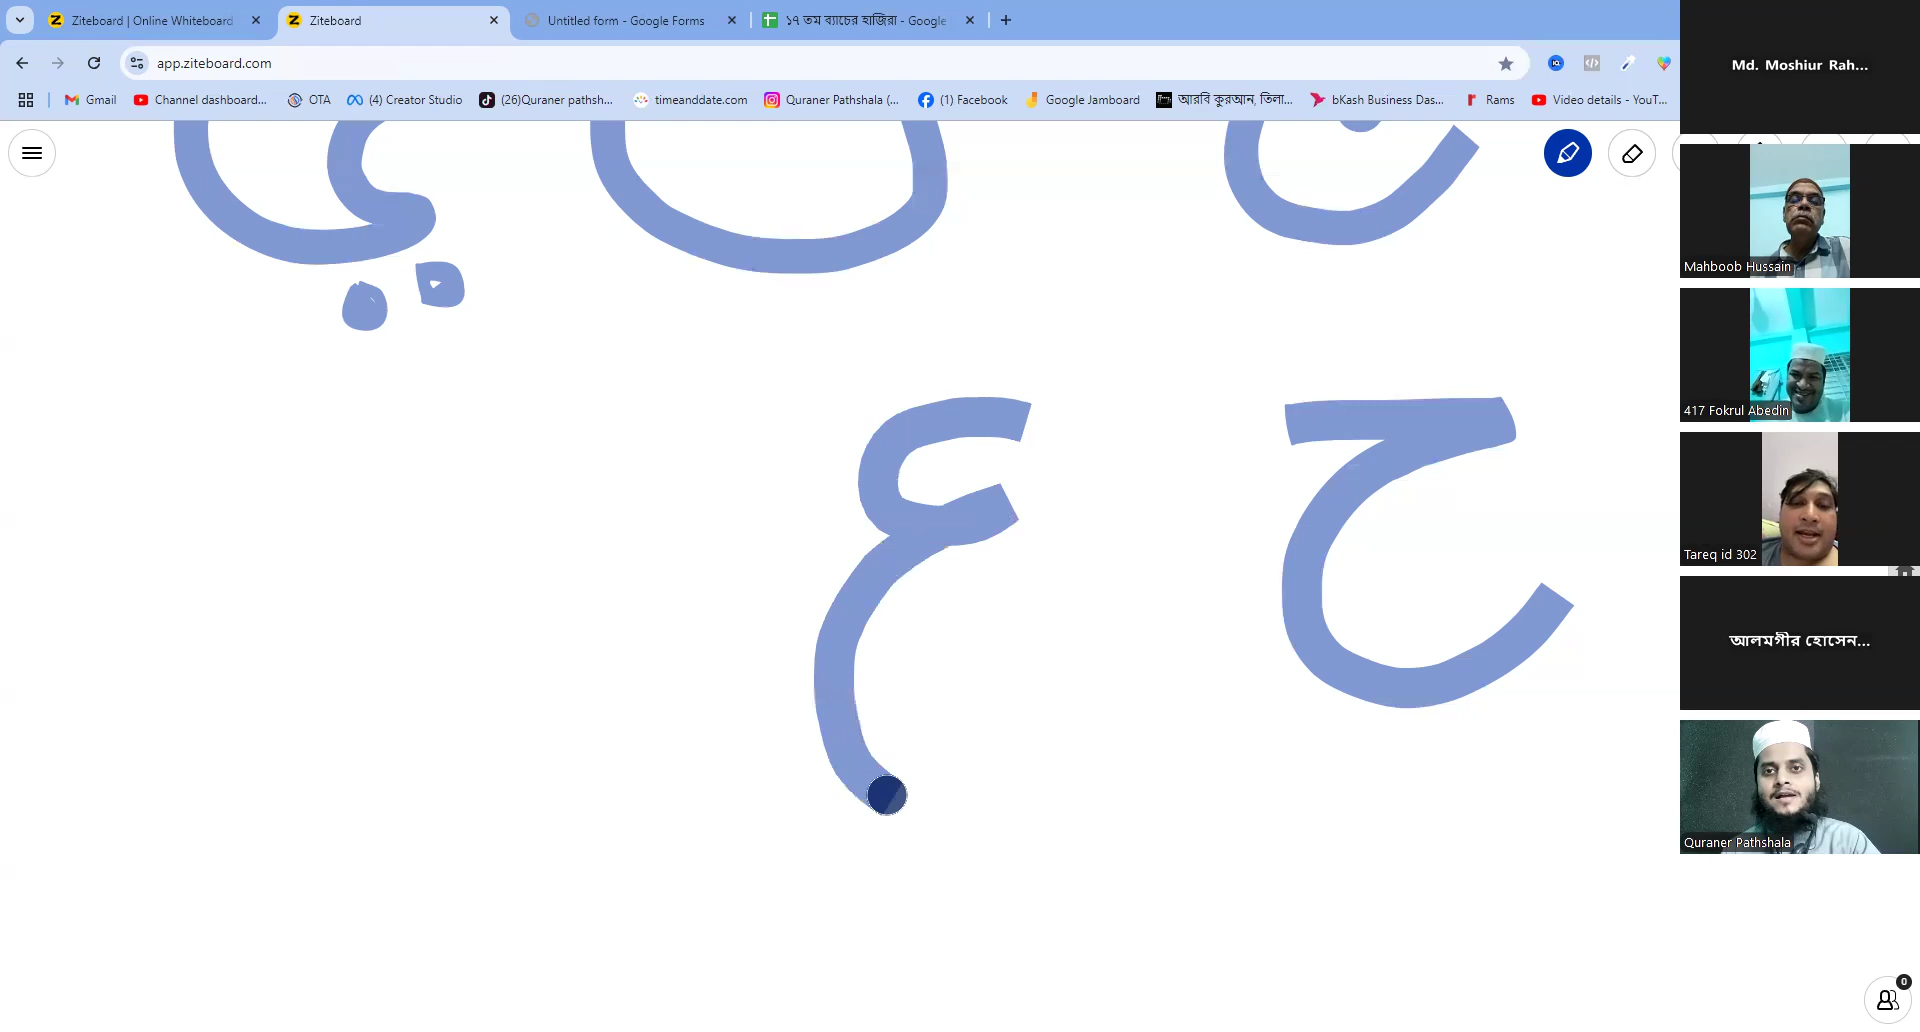 Ziteboard | Online Whiteboard
Ziteboard
Untitled form - Google Forms
১৭ তম ব্যাচের হাজিরা - Google
app.ziteboard.com
Gmail
Channel dashboard...
OTA
(4) Creator Studio
(26)Quraner pathsh...
timeanddate.com
Quraner Pathshala (...
(1) Facebook
Google Jamboard
আরবি কুরআন, তিলা...
bKash Business Das...
Rams
Video details - YouT...
Md. Moshiur Rah...
Mahboob Hussain
417 Fokrul Abedin
Tareq id 302
আলমগীর হোসেন...
Quraner Pathshala
ح ع
0